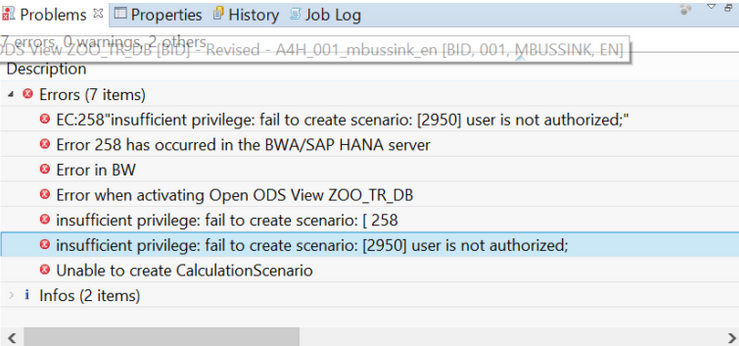 Problems Properties History Job Log
7 errors, 0 warnings, 2 others
ODS View ZOO_TR_DB [BID] - Revised - A4H_001_mbussink_en [BID, 001, MBUSSINK, EN]
Description
Errors (7 items)
EC:258"insufficient privilege: fail to create scenario: [2950] user is not authorized;"
Error 258 has occurred in the BWA/SAP HANA server
Error in BW
Error when activating Open ODS View ZOO_TR_DB
insufficient privilege: fail to create scenario: [ 258
insufficient privilege: fail to create scenario: [2950] user is not authorized;
Unable to create CalculationScenario
Infos (2 items)